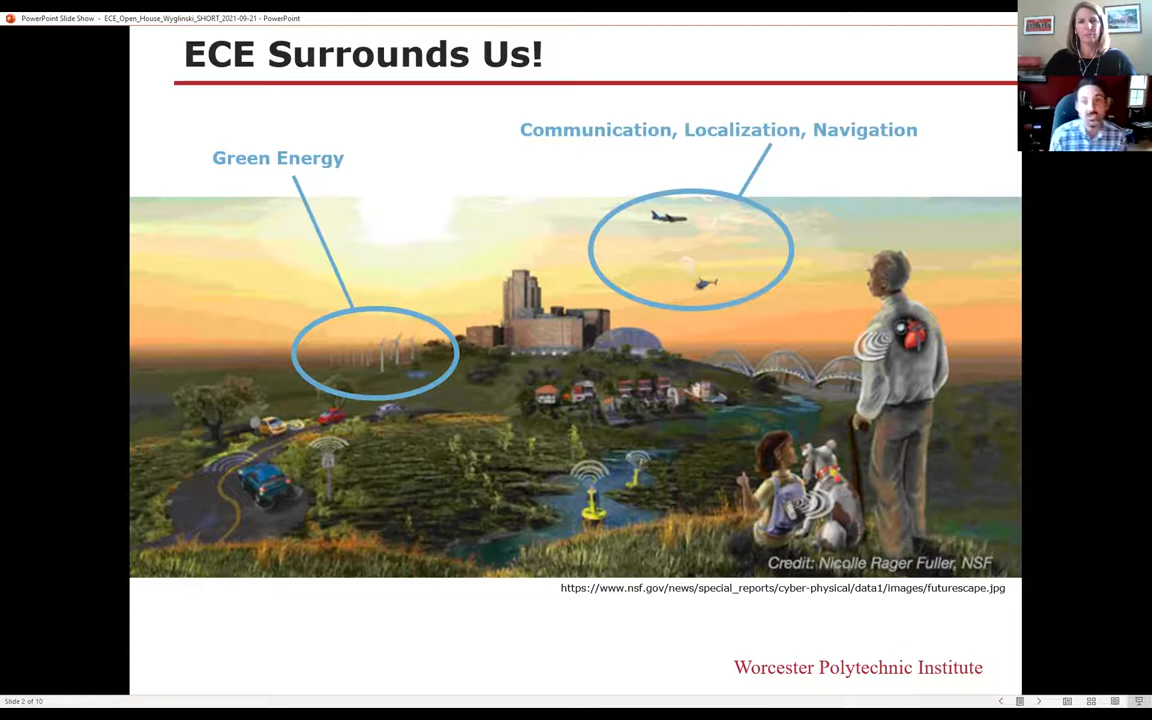 PowerPoint Slide Show - ECE_Open_House_Wyglinski_SHORT_2021-09-21 - PowerPoint
ECE Surrounds Us!
Communication, Localization, Navigation
Green Energy
Credit: Nicolle Rager Fuller, NSF
https://www.nsf.gov/news/special_reports/cyber-physical/data1/images/futurescape.jpg
Worcester Polytechnic Institute
Slide 2 of 10